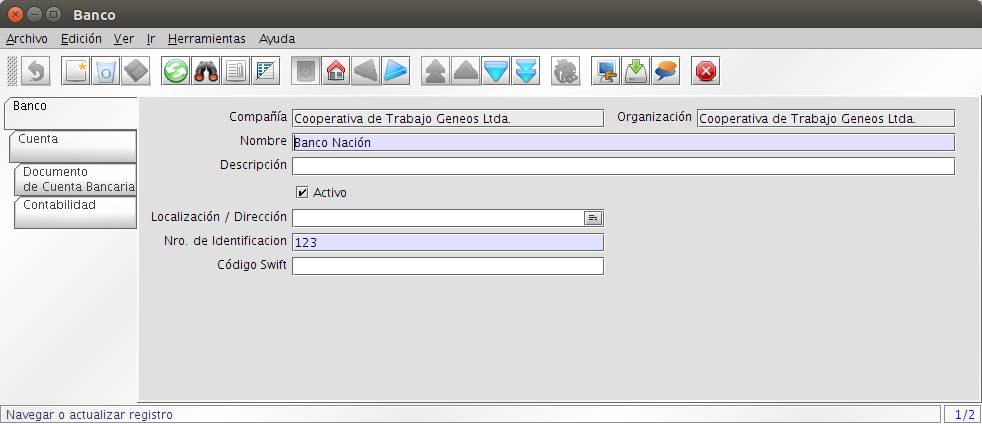 Banco
Archivo Edición Ver Ir Herramientas Ayuda
Banco
Cuenta
Documento
de Cuenta Bancaria
Contabilidad
Compañía Cooperativa de Trabajo Geneos Ltda. Organización Cooperativa de Trabajo Geneos Ltda.
Nombre Banco Nación
Descripción
Activo
Localización / Dirección
Nro. de Identificacion 123
Código Swift
Navegar o actualizar registro 1/2